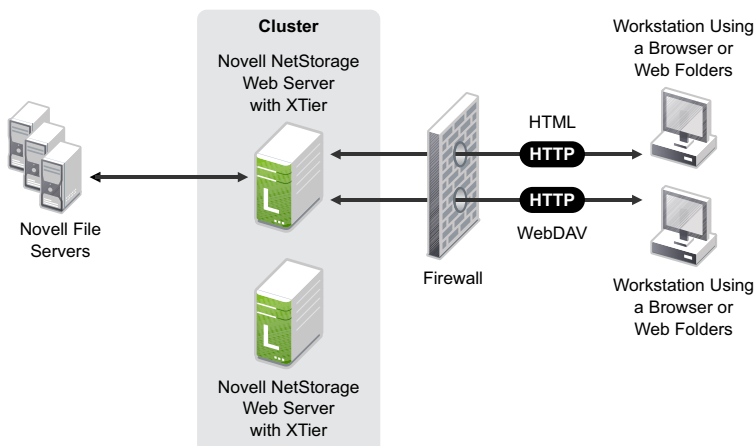 Cluster
Novell NetStorage
Web Server
with XTier
L
Novell File
Servers
L
Novell NetStorage
Web Server
with XTier
Firewall
HTML
HTTP
HTTP
WebDAV
Workstation Using
a Browser or
Web Folders
Workstation Using
a Browser or
Web Folders